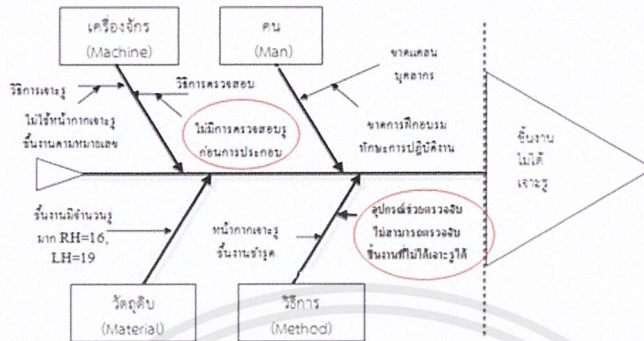 เครื่องจักร
(Machine)
คน
(Man)
วิธีการเจาะรู
วิธีการตรวจสอบ
ขาดแคลน
บุคลากร
ไม่ใช้หน้ากากเจาะรู
ชิ้นงานตามหมายเลข
ไม่มีการตรวจสอบรู
ก่อนการประกอบ
ขาดการฝึกอบรม
ทักษะการปฏิบัติงาน
ชิ้นงาน
ไม่ได้
เจาะรู
ชิ้นงานมีจำนวนรู
มาก RH=16,
LH=19
หน้ากากเจาะรู
ชิ้นงานชำรุด
อุปกรณ์ช่วยตรวจจับ
ไม่สามารถตรวจจับ
ชิ้นงานที่ไม่ได้เจาะรูได้
วัตถุดิบ
(Material)
วิธีการ
(Method)